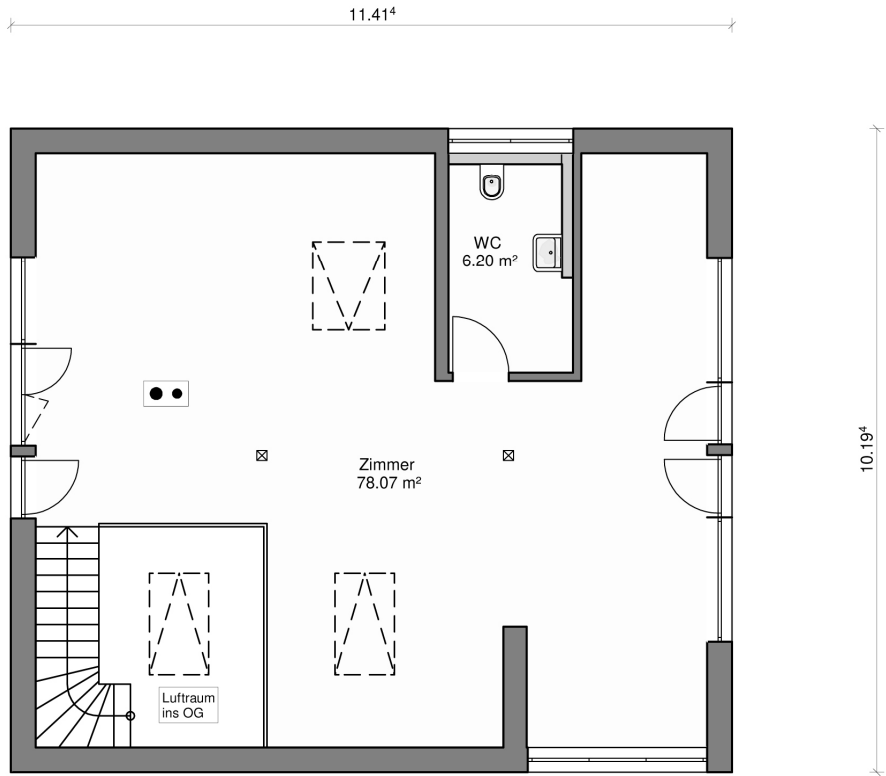 11.41⁴
WC
6.20 m²
10.19⁴
Zimmer
78.07 m²
Luftraum
ins OG